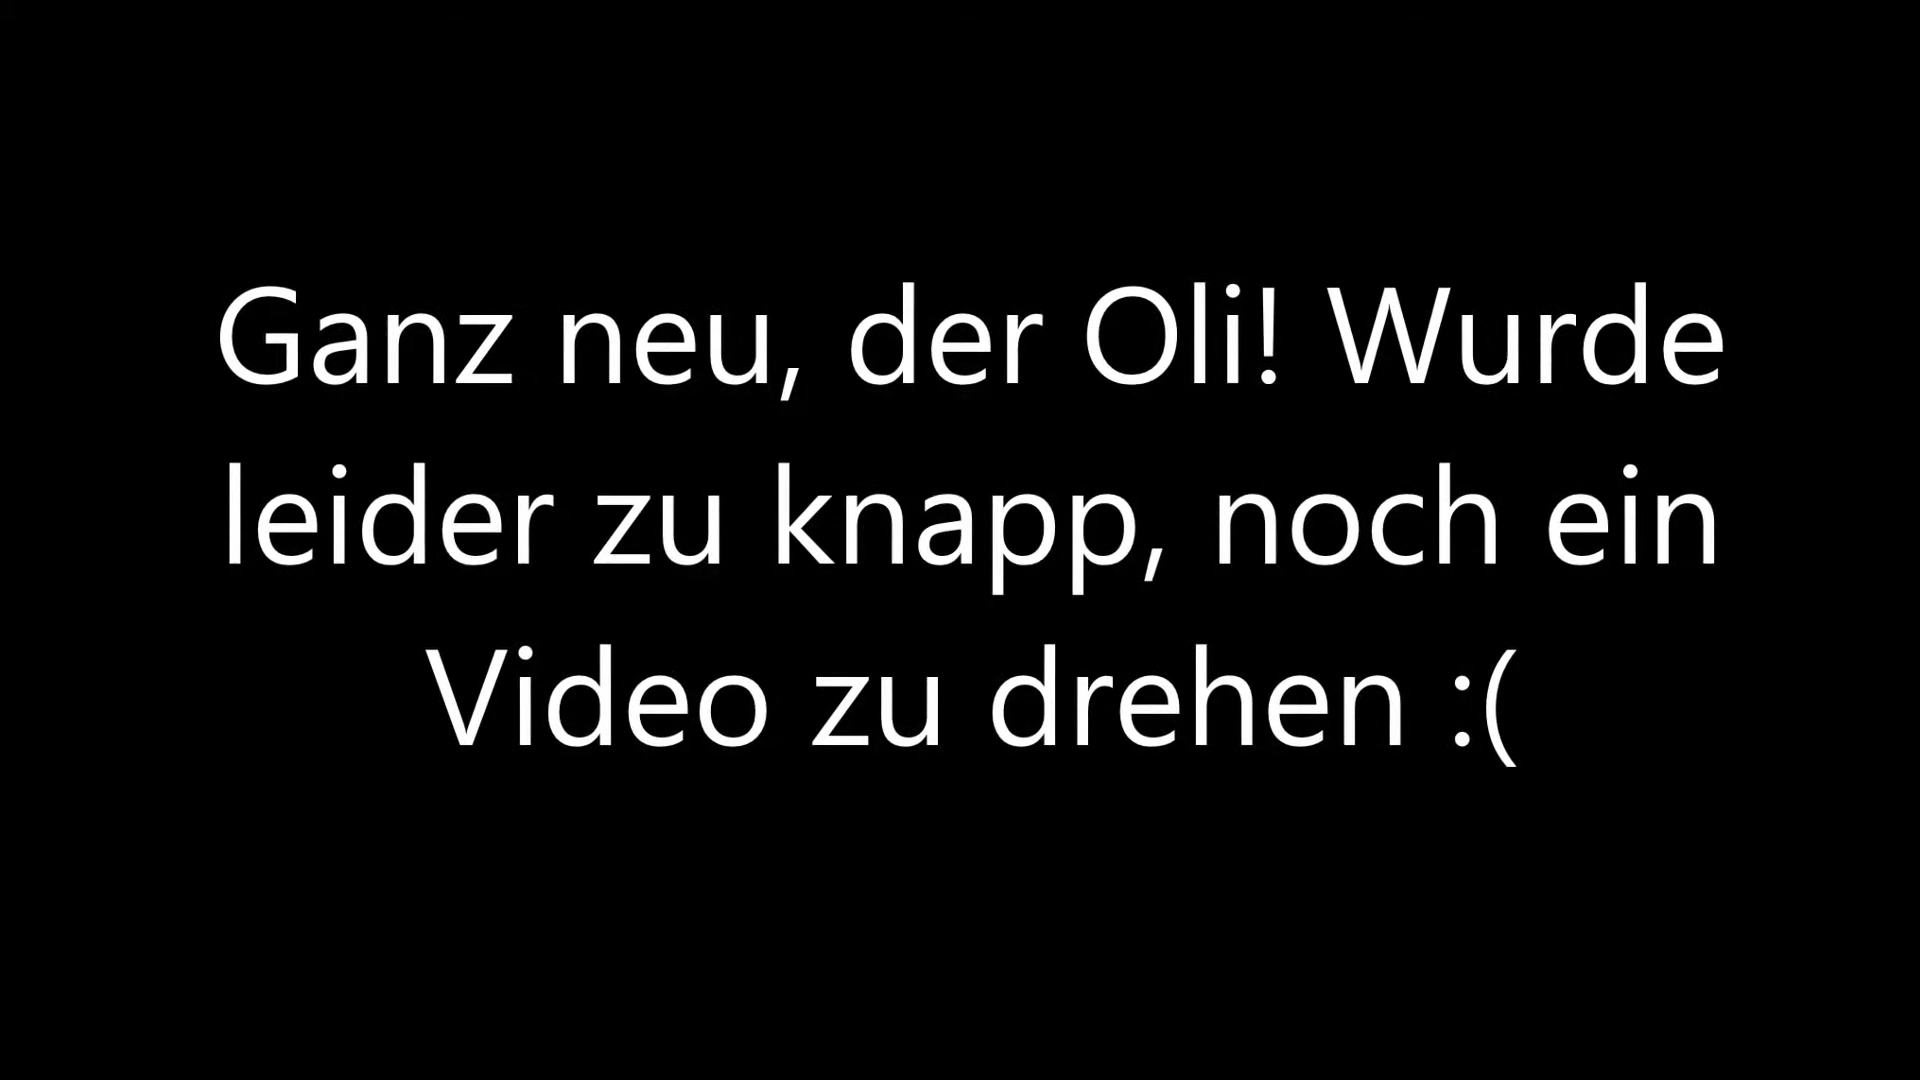 Ganz neu, der Oli! Wurde
leider zu knapp, noch ein
Video zu drehen :(